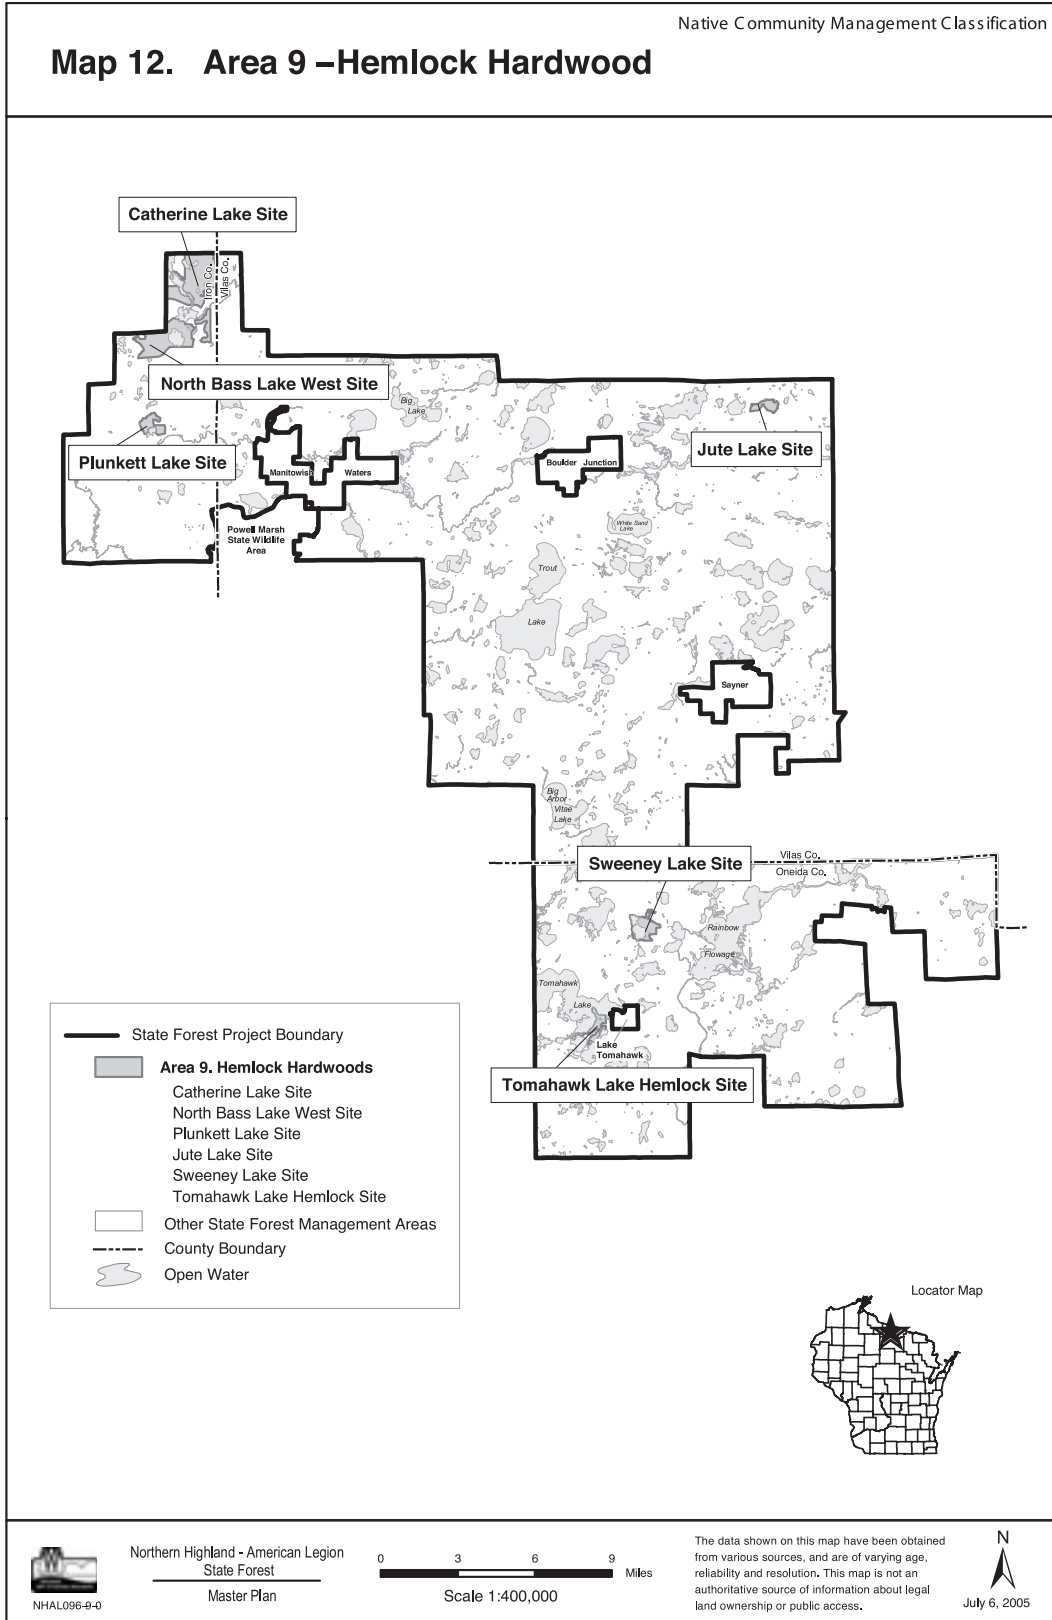 Native Community Management Classification
Map 12. Area 9 –Hemlock Hardwood
Catherine Lake Site
Iron Co.
Vilas Co.
North Bass Lake West Site
Big
Lake
Jute Lake Site
Plunkett Lake Site
Manitowish Waters
Boulder Junction
Powell Marsh
State Wildlife
Area
White Sand
Lake
Trout
Lake
Sayner
Big
Arbor
Vitae
Lake
Sweeney Lake Site
Vilas Co.
Oneida Co.
Rainbow
Flowage
Tomahawk
Lake
Lake
Tomahawk
Tomahawk Lake Hemlock Site
State Forest Project Boundary
Area 9. Hemlock Hardwoods
Catherine Lake Site
North Bass Lake West Site
Plunkett Lake Site
Jute Lake Site
Sweeney Lake Site
Tomahawk Lake Hemlock Site
Other State Forest Management Areas
County Boundary
Open Water
Locator Map
NHAL096-9-0
Northern Highland - American Legion
State Forest
Master Plan
0 3 6 9
Miles
Scale 1:400,000
The data shown on this map have been obtained
from various sources, and are of varying age,
reliability and resolution. This map is not an
authoritative source of information about legal
land ownership or public access.
N
July 6, 2005